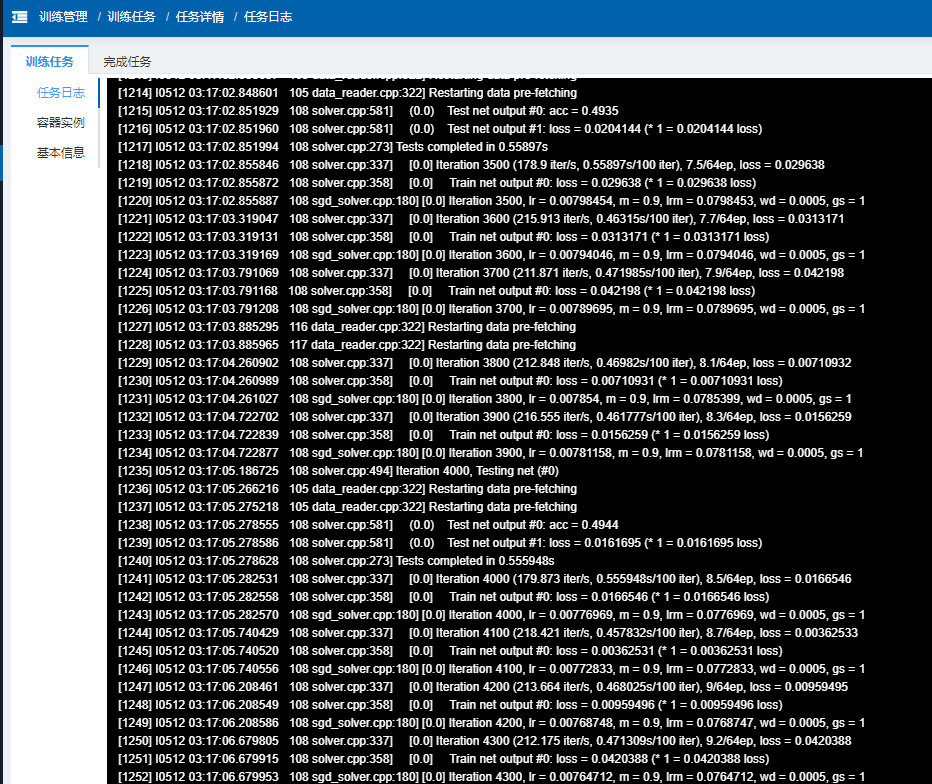 训练管理 / 训练任务 / 任务详情 / 任务日志
训练任务 完成任务
任务日志
容器实例
基本信息
[1214] I0512 03:17:02.848601 105 data_reader.cpp:322] Restarting data pre-fetching
[1215] I0512 03:17:02.851929 108 solver.cpp:581] (0.0) Test net output #0: acc = 0.4935
[1216] I0512 03:17:02.851960 108 solver.cpp:581] (0.0) Test net output #1: loss = 0.0204144 (* 1 = 0.0204144 loss)
[1217] I0512 03:17:02.851994 108 solver.cpp:273] Tests completed in 0.55897s
[1218] I0512 03:17:02.855846 108 solver.cpp:337] [0.0] Iteration 3500 (178.9 iter/s, 0.55897s/100 iter), 7.5/64ep, loss = 0.029638
[1219] I0512 03:17:02.855872 108 solver.cpp:358] [0.0] Train net output #0: loss = 0.029638 (* 1 = 0.029638 loss)
[1220] I0512 03:17:02.855887 108 sgd_solver.cpp:180] [0.0] Iteration 3500, lr = 0.00798454, m = 0.9, lrm = 0.0798453, wd = 0.0005, gs = 1
[1221] I0512 03:17:03.319047 108 solver.cpp:337] [0.0] Iteration 3600 (215.913 iter/s, 0.46315s/100 iter), 7.7/64ep, loss = 0.0313171
[1222] I0512 03:17:03.319131 108 solver.cpp:358] [0.0] Train net output #0: loss = 0.0313171 (* 1 = 0.0313171 loss)
[1223] I0512 03:17:03.319169 108 sgd_solver.cpp:180] [0.0] Iteration 3600, lr = 0.00794046, m = 0.9, lrm = 0.0794046, wd = 0.0005, gs = 1
[1224] I0512 03:17:03.791069 108 solver.cpp:337] [0.0] Iteration 3700 (211.871 iter/s, 0.471985s/100 iter), 7.9/64ep, loss = 0.042198
[1225] I0512 03:17:03.791168 108 solver.cpp:358] [0.0] Train net output #0: loss = 0.042198 (* 1 = 0.042198 loss)
[1226] I0512 03:17:03.791208 108 sgd_solver.cpp:180] [0.0] Iteration 3700, lr = 0.00789695, m = 0.9, lrm = 0.0789695, wd = 0.0005, gs = 1
[1227] I0512 03:17:03.885295 116 data_reader.cpp:322] Restarting data pre-fetching
[1228] I0512 03:17:03.885965 117 data_reader.cpp:322] Restarting data pre-fetching
[1229] I0512 03:17:04.260902 108 solver.cpp:337] [0.0] Iteration 3800 (212.848 iter/s, 0.46982s/100 iter), 8.1/64ep, loss = 0.00710932
[1230] I0512 03:17:04.260989 108 solver.cpp:358] [0.0] Train net output #0: loss = 0.00710931 (* 1 = 0.00710931 loss)
[1231] I0512 03:17:04.261027 108 sgd_solver.cpp:180] [0.0] Iteration 3800, lr = 0.007854, m = 0.9, lrm = 0.0785399, wd = 0.0005, gs = 1
[1232] I0512 03:17:04.722702 108 solver.cpp:337] [0.0] Iteration 3900 (216.555 iter/s, 0.461777s/100 iter), 8.3/64ep, loss = 0.0156259
[1233] I0512 03:17:04.722839 108 solver.cpp:358] [0.0] Train net output #0: loss = 0.0156259 (* 1 = 0.0156259 loss)
[1234] I0512 03:17:04.722877 108 sgd_solver.cpp:180] [0.0] Iteration 3900, lr = 0.00781158, m = 0.9, lrm = 0.0781158, wd = 0.0005, gs = 1
[1235] I0512 03:17:05.186725 108 solver.cpp:494] Iteration 4000, Testing net (#0)
[1236] I0512 03:17:05.266216 105 data_reader.cpp:322] Restarting data pre-fetching
[1237] I0512 03:17:05.275218 105 data_reader.cpp:322] Restarting data pre-fetching
[1238] I0512 03:17:05.278555 108 solver.cpp:581] (0.0) Test net output #0: acc = 0.4944
[1239] I0512 03:17:05.278586 108 solver.cpp:581] (0.0) Test net output #1: loss = 0.0161695 (* 1 = 0.0161695 loss)
[1240] I0512 03:17:05.278628 108 solver.cpp:273] Tests completed in 0.555948s
[1241] I0512 03:17:05.282531 108 solver.cpp:337] [0.0] Iteration 4000 (179.873 iter/s, 0.555948s/100 iter), 8.5/64ep, loss = 0.0166546
[1242] I0512 03:17:05.282558 108 solver.cpp:358] [0.0] Train net output #0: loss = 0.0166546 (* 1 = 0.0166546 loss)
[1243] I0512 03:17:05.282570 108 sgd_solver.cpp:180] [0.0] Iteration 4000, lr = 0.00776969, m = 0.9, lrm = 0.0776969, wd = 0.0005, gs = 1
[1244] I0512 03:17:05.740429 108 solver.cpp:337] [0.0] Iteration 4100 (218.421 iter/s, 0.457832s/100 iter), 8.7/64ep, loss = 0.00362533
[1245] I0512 03:17:05.740520 108 solver.cpp:358] [0.0] Train net output #0: loss = 0.00362531 (* 1 = 0.00362531 loss)
[1246] I0512 03:17:05.740556 108 sgd_solver.cpp:180] [0.0] Iteration 4100, lr = 0.00772833, m = 0.9, lrm = 0.0772833, wd = 0.0005, gs = 1
[1247] I0512 03:17:06.208461 108 solver.cpp:337] [0.0] Iteration 4200 (213.664 iter/s, 0.468025s/100 iter), 9/64ep, loss = 0.00959495
[1248] I0512 03:17:06.208549 108 solver.cpp:358] [0.0] Train net output #0: loss = 0.00959496 (* 1 = 0.00959496 loss)
[1249] I0512 03:17:06.208586 108 sgd_solver.cpp:180] [0.0] Iteration 4200, lr = 0.00768748, m = 0.9, lrm = 0.0768747, wd = 0.0005, gs = 1
[1250] I0512 03:17:06.679805 108 solver.cpp:337] [0.0] Iteration 4300 (212.175 iter/s, 0.471309s/100 iter), 9.2/64ep, loss = 0.0420388
[1251] I0512 03:17:06.679915 108 solver.cpp:358] [0.0] Train net output #0: loss = 0.0420388 (* 1 = 0.0420388 loss)
[1252] I0512 03:17:06.679953 108 sgd_solver.cpp:180] [0.0] Iteration 4300, lr = 0.00764712, m = 0.9, lrm = 0.0764712, wd = 0.0005, gs = 1